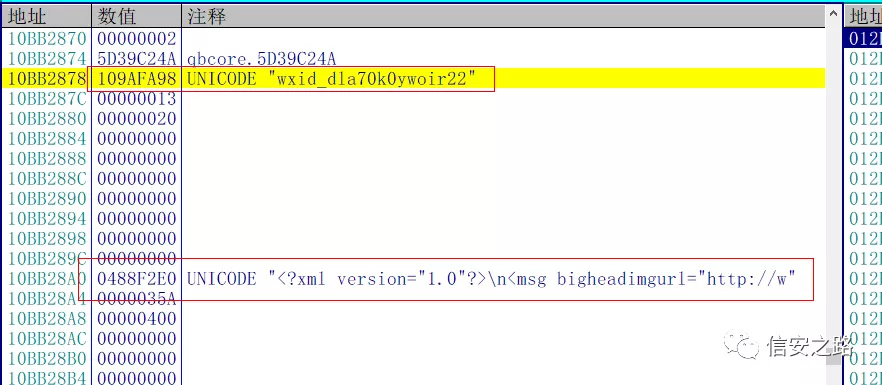 地址 数值 注释 地址
10BB2870 00000002 012
10BB2874 5D39C24A qbcore.5D39C24A 012
10BB2878 109AFA98 UNICODE "wxid_dla70k0ywoir22" 012
10BB287C 00000013 012
10BB2880 00000020 012
10BB2884 00000000 012
10BB2888 00000000 012
10BB288C 00000000 012
10BB2890 00000000 012
10BB2894 00000000 012
10BB2898 00000000 012
10BB289C 00000000 012
10BB28A0 0488F2E0 UNICODE "<?xml version="1.0"?>\n<msg bigheadimgurl="http://w" 012
10BB28A4 0000035A 012
10BB28A8 00000400 012
10BB28AC 00000000 012
10BB28B0 00000000 012
10BB28B4 00000000 012
信安之路